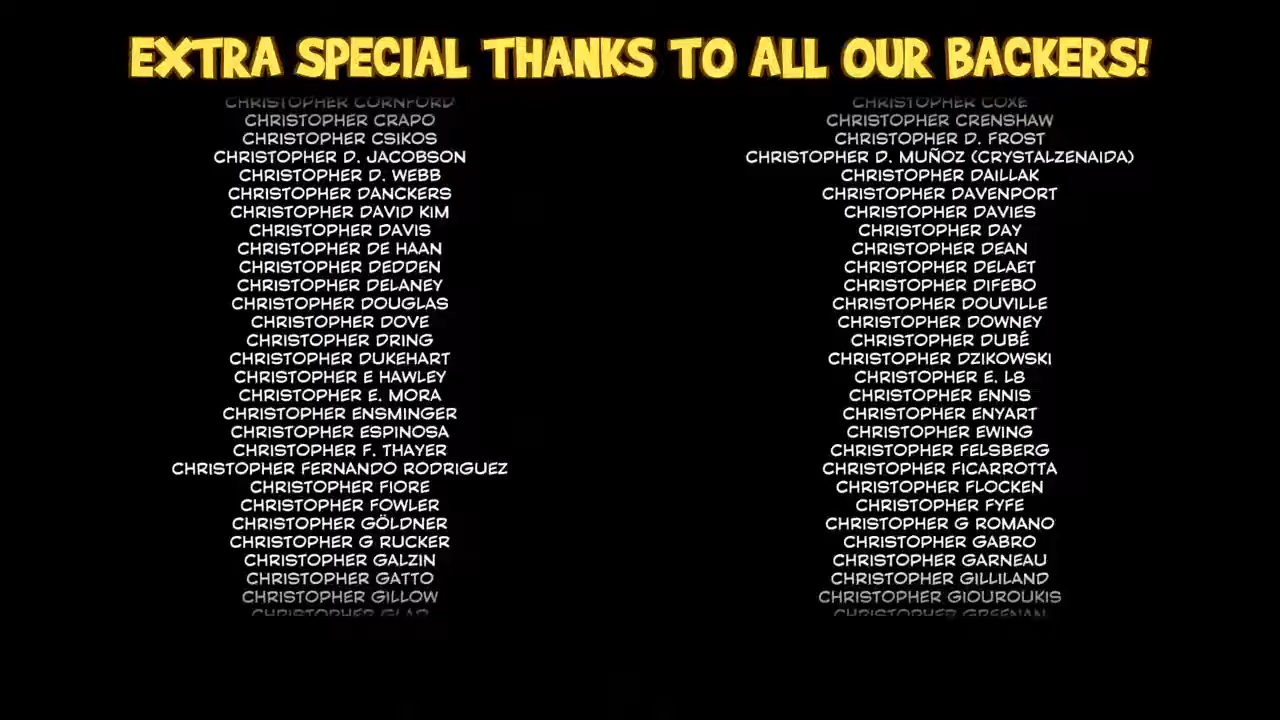 EXTRA SPECIAL THANKS TO ALL OUR BACKERS!
CHRISTOPHER CORNFORD
CHRISTOPHER CRAPO
CHRISTOPHER CSIKOS
CHRISTOPHER D. JACOBSON
CHRISTOPHER D. WEBB
CHRISTOPHER DANCKERS
CHRISTOPHER DAVID KIM
CHRISTOPHER DAVIS
CHRISTOPHER DE HAAN
CHRISTOPHER DEDDEN
CHRISTOPHER DELANEY
CHRISTOPHER DOUGLAS
CHRISTOPHER DOVE
CHRISTOPHER DRING
CHRISTOPHER DUKEHART
CHRISTOPHER E HAWLEY
CHRISTOPHER E. MORA
CHRISTOPHER ENSMINGER
CHRISTOPHER ESPINOSA
CHRISTOPHER F. THAYER
CHRISTOPHER FERNANDO RODRIGUEZ
CHRISTOPHER FIORE
CHRISTOPHER FOWLER
CHRISTOPHER GÖLDNER
CHRISTOPHER G RUCKER
CHRISTOPHER GALZIN
CHRISTOPHER GATTO
CHRISTOPHER GILLOW
CHRISTOPHER
CHRISTOPHER COXE
CHRISTOPHER CRENSHAW
CHRISTOPHER D. FROST
CHRISTOPHER D. MUÑOZ (CRYSTALZENAIDA)
CHRISTOPHER DAILLAK
CHRISTOPHER DAVENPORT
CHRISTOPHER DAVIES
CHRISTOPHER DAY
CHRISTOPHER DEAN
CHRISTOPHER DELAET
CHRISTOPHER DIFEBO
CHRISTOPHER DOUVILLE
CHRISTOPHER DOWNEY
CHRISTOPHER DUBÉ
CHRISTOPHER DZIKOWSKI
CHRISTOPHER E. L8
CHRISTOPHER ENNIS
CHRISTOPHER ENYART
CHRISTOPHER EWING
CHRISTOPHER FELSBERG
CHRISTOPHER FICARROTTA
CHRISTOPHER FLOCKEN
CHRISTOPHER FYFE
CHRISTOPHER G ROMANO
CHRISTOPHER GABRO
CHRISTOPHER GARNEAU
CHRISTOPHER GILLILAND
CHRISTOPHER GIOUROUKIS
CHRISTOPHER GREENAN